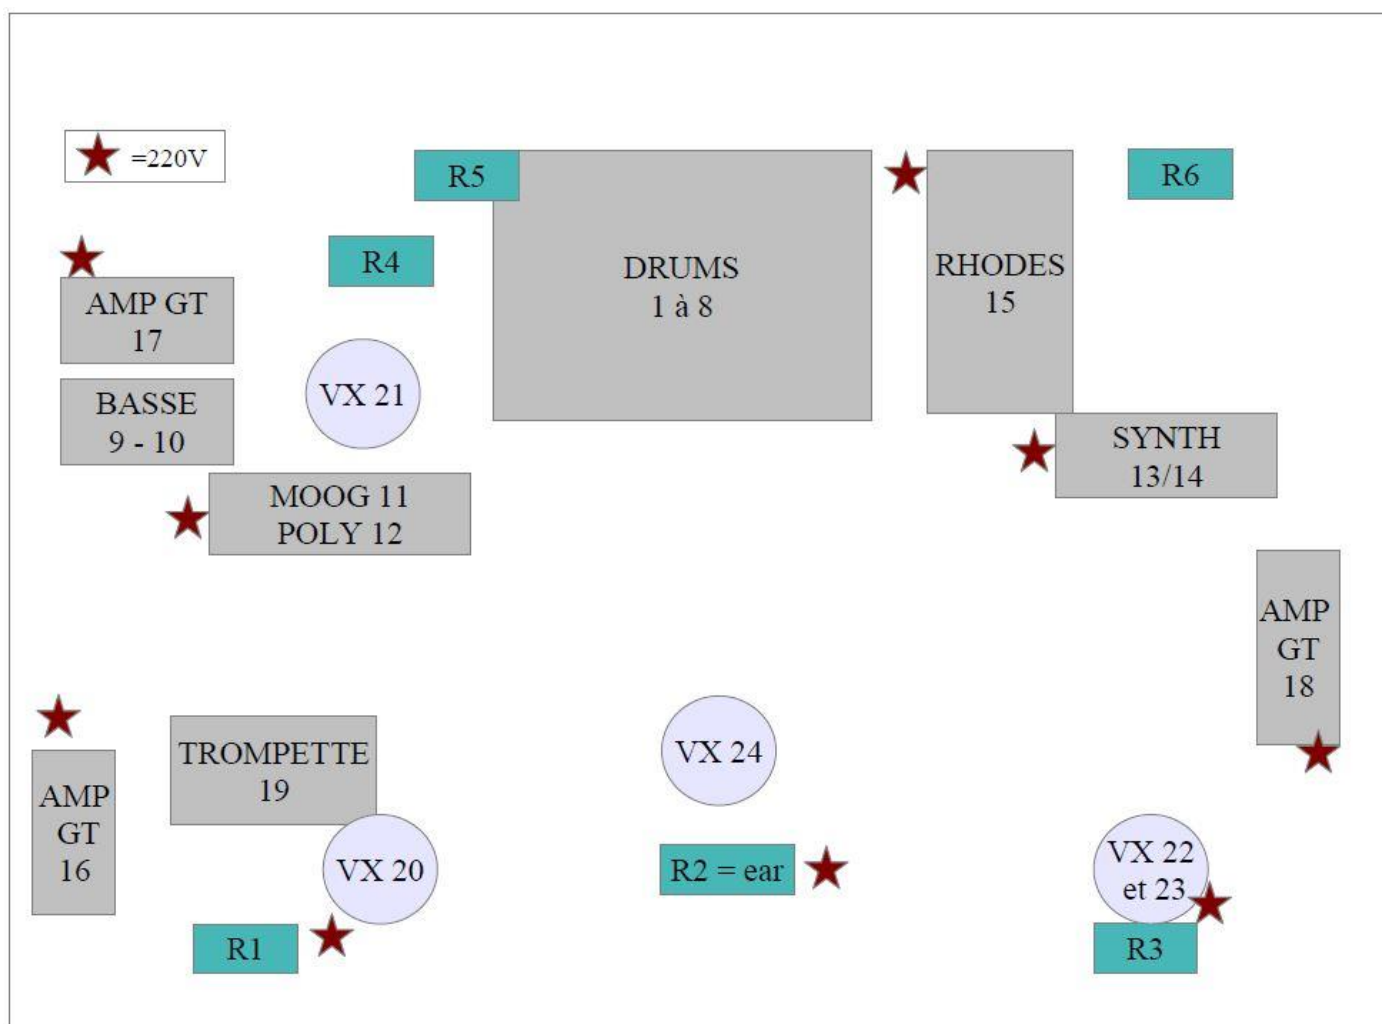 =220V
R5
R6
R4
DRUMS
1 à 8
RHODES
15
AMP GT
17
VX 21
BASSE
9 - 10
SYNTH
13/14
MOOG 11
POLY 12
AMP
GT
18
TROMPETTE
19
VX 24
AMP
GT
16
VX 20
R2 = ear
VX 22
et 23
R1
R3